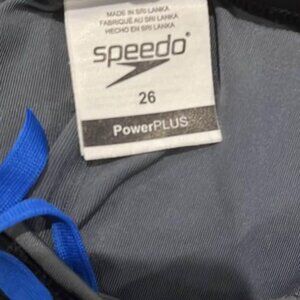 MADE IN SRI LANKA
FABRIQUÉ AU SRI LANKA
HECHO EN SRI LANKA
speedo®
26
PowerPLUS